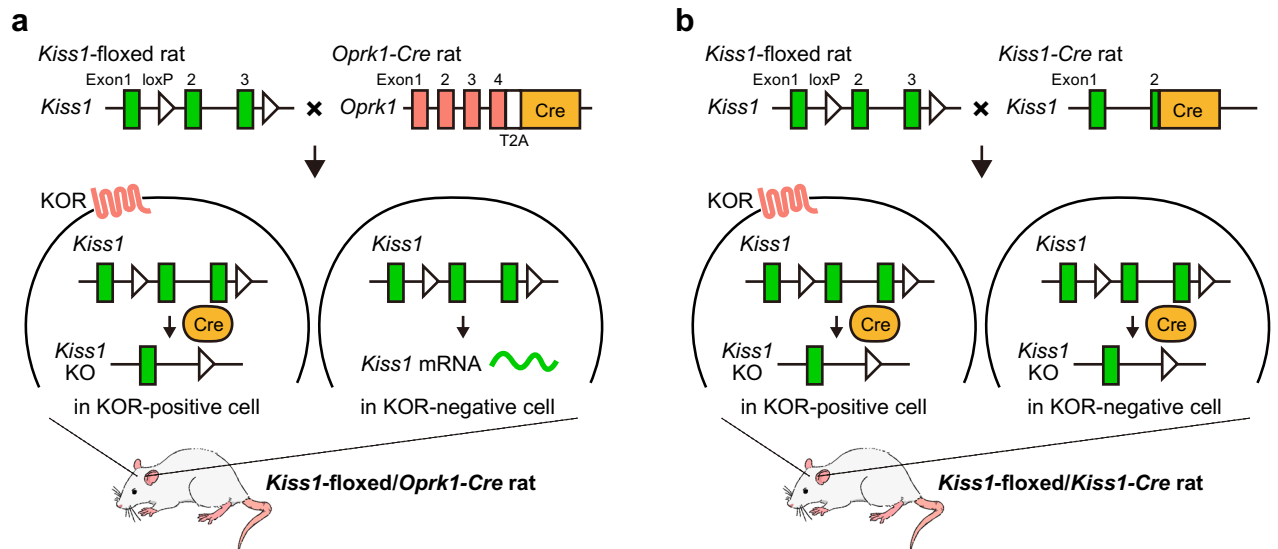 a
Kiss1-floxed rat
Oprk1-Cre rat
Exon1 loxP 2 3
Exon1 2 3 4
Kiss1
×
Oprk1
Cre
T2A
KOR
Kiss1
Kiss1
Cre
Kiss1
KO
Kiss1 mRNA
in KOR-positive cell
in KOR-negative cell
Kiss1-floxed/Oprk1-Cre rat
b
Kiss1-floxed rat
Kiss1-Cre rat
Exon1 loxP 2 3
Exon1 2
Kiss1
×
Kiss1
Cre
KOR
Kiss1
Kiss1
Cre
Cre
Kiss1
KO
Kiss1
KO
in KOR-positive cell
in KOR-negative cell
Kiss1-floxed/Kiss1-Cre rat